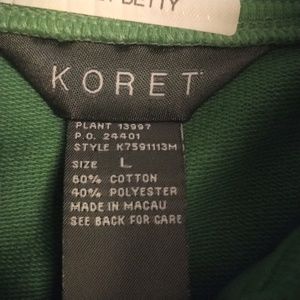 BETTY
KORET
PLANT 13997
P.O. 24401
STYLE K7591113M
SIZE L
60% COTTON
40% POLYESTER
MADE IN MACAU
SEE BACK FOR CARE